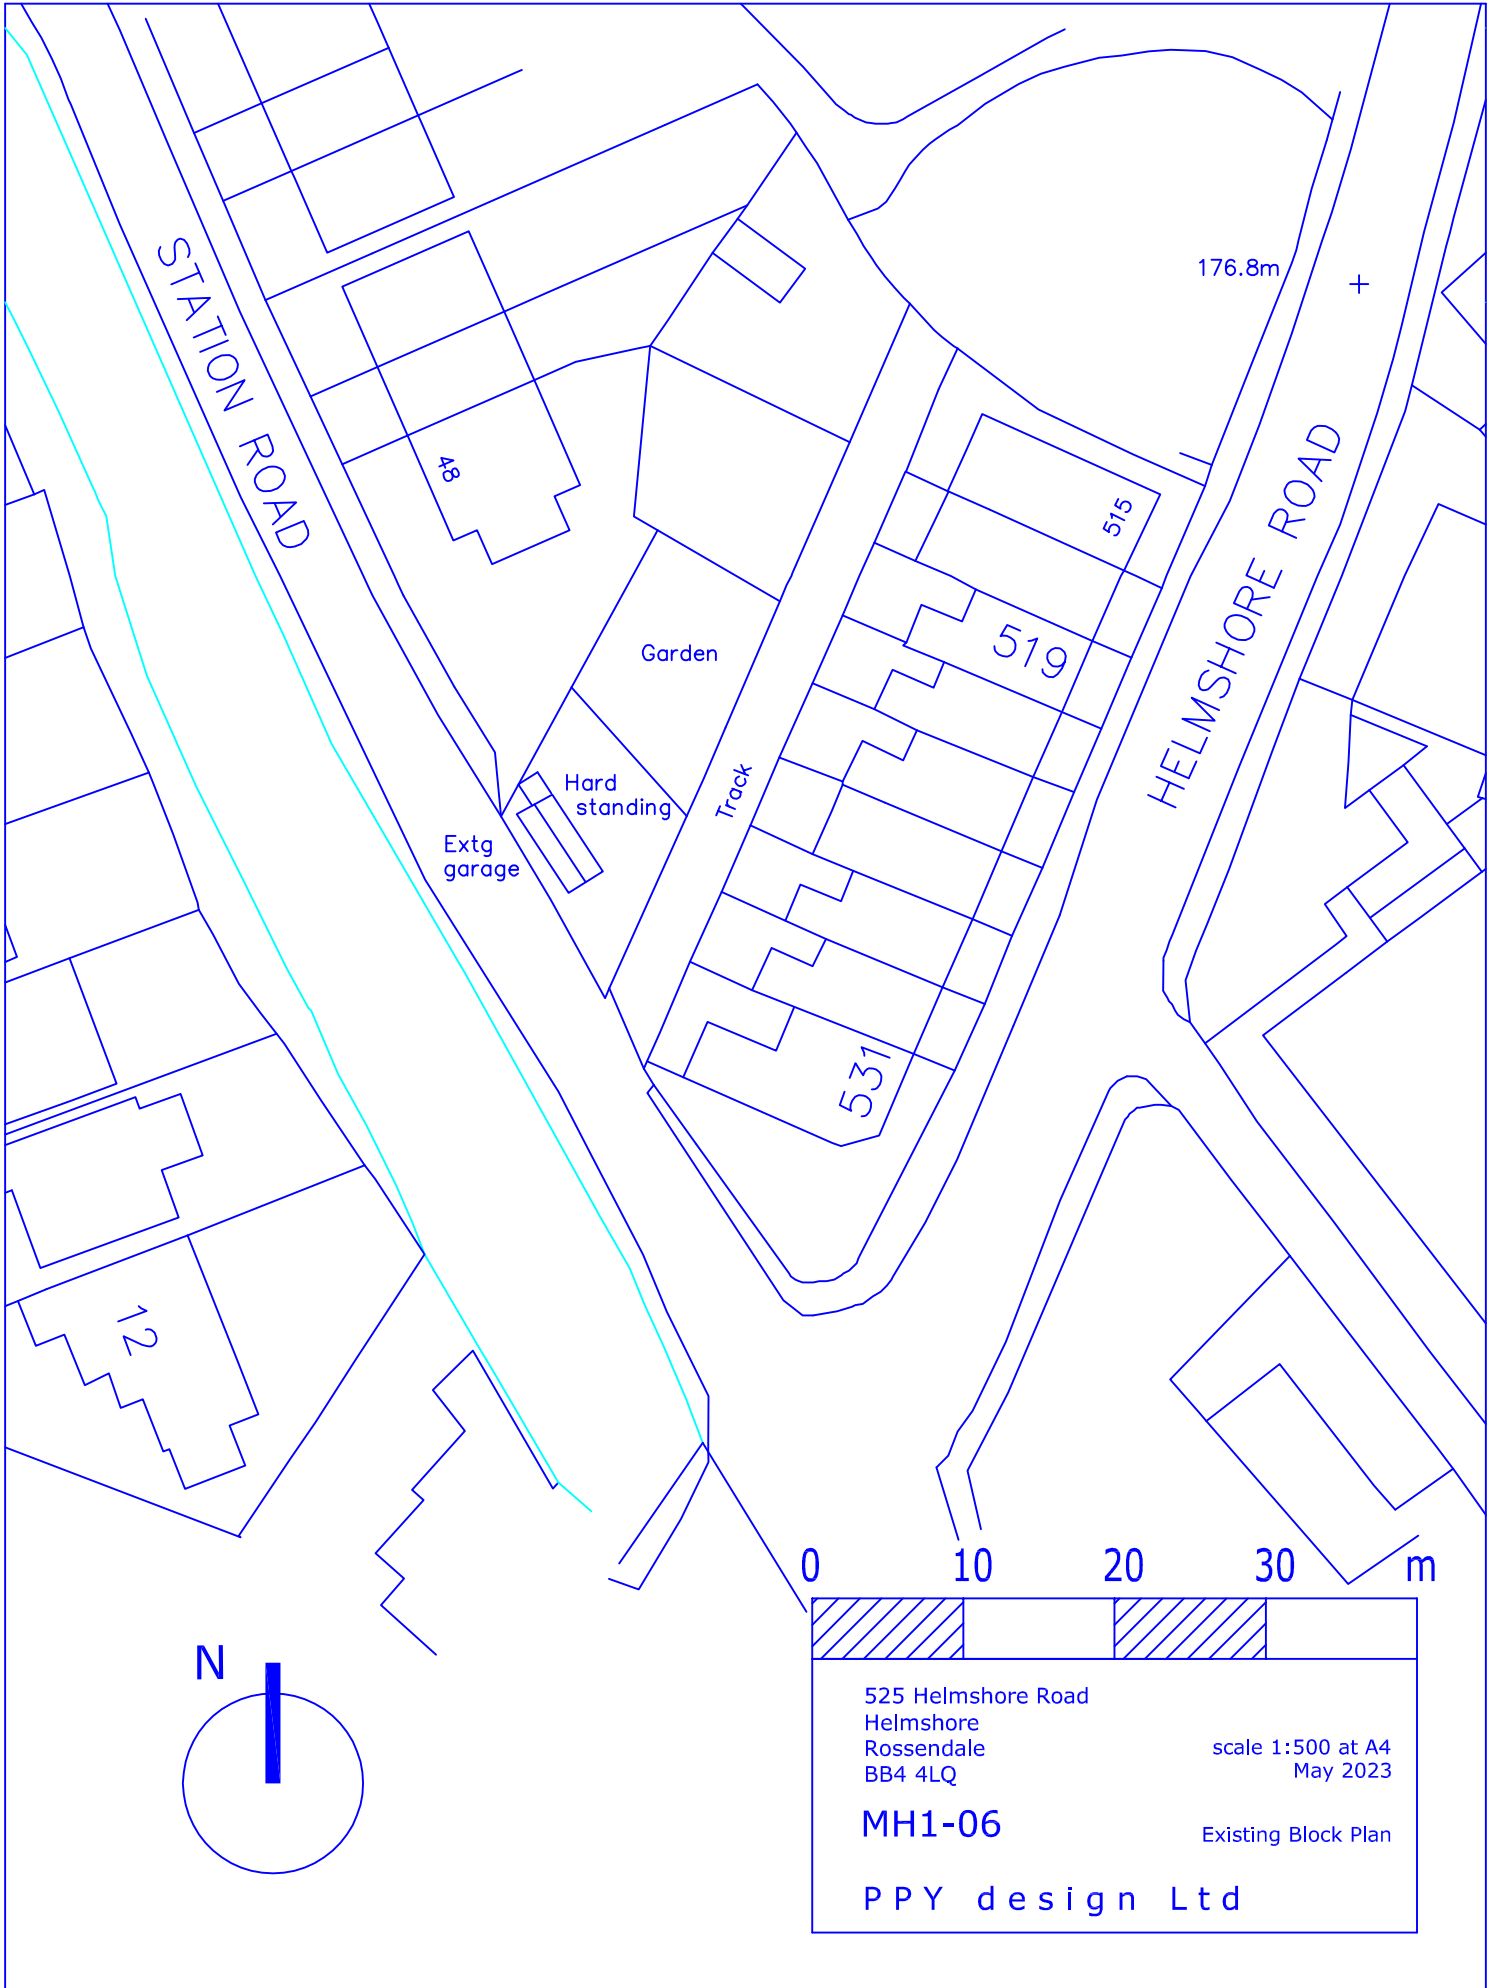 176.8m
STATION ROAD
HELMSHORE ROAD
48
515
519
Garden
Track
Hard
standing
Extg
garage
531
12
0 10 20 30 m
N
525 Helmshore Road
Helmshore
Rossendale
BB4 4LQ
scale 1:500 at A4
May 2023
MH1-06
Existing Block Plan
PPY design Ltd